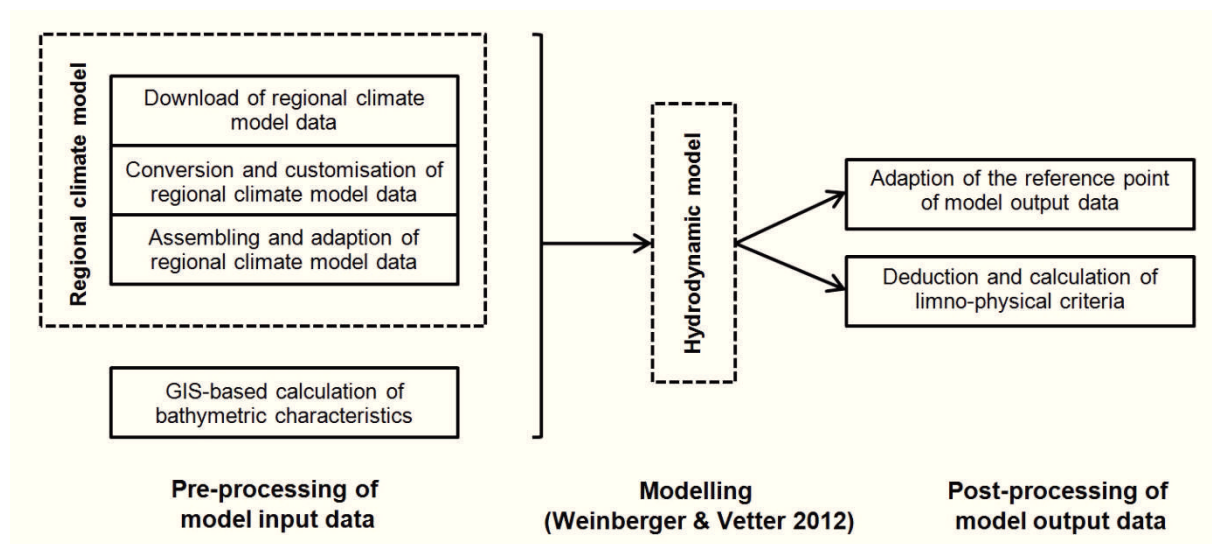 Regional climate model
Download of regional climate
model data
Conversion and customisation of
regional climate model data
Assembling and adaption of
regional climate model data
GIS-based calculation of
bathymetric characteristics
Hydrodynamic model
Adaption of the reference point
of model output data
Deduction and calculation of
limno-physical criteria
Pre-processing of
model input data
Modelling
(Weinberger & Vetter 2012)
Post-processing of
model output data